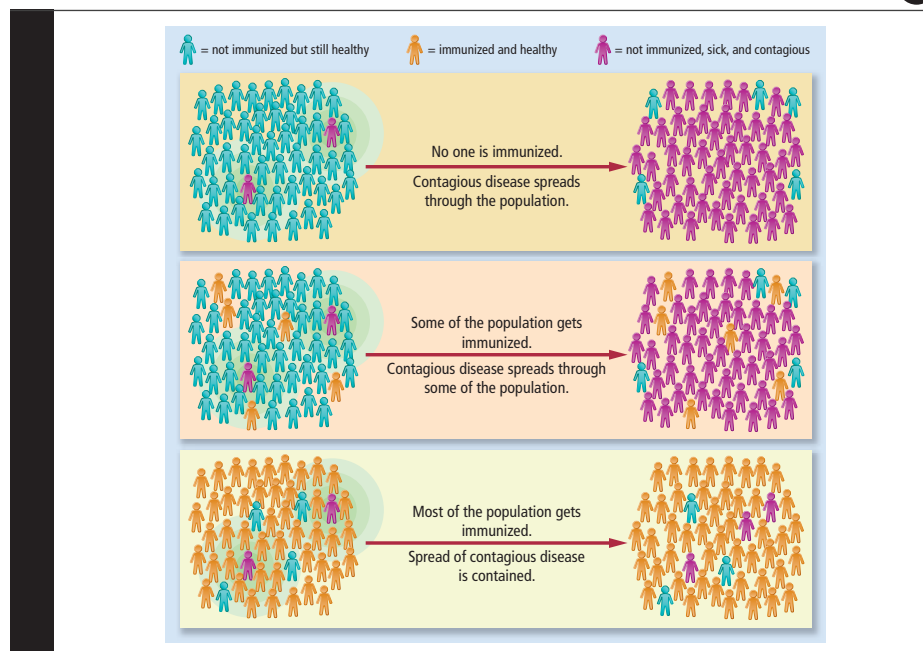 = not immunized but still healthy
= immunized and healthy
= not immunized, sick, and contagious
No one is immunized.
Contagious disease spreads
through the population.
Some of the population gets
immunized.
Contagious disease spreads through
some of the population.
Most of the population gets
immunized.
Spread of contagious disease
is contained.